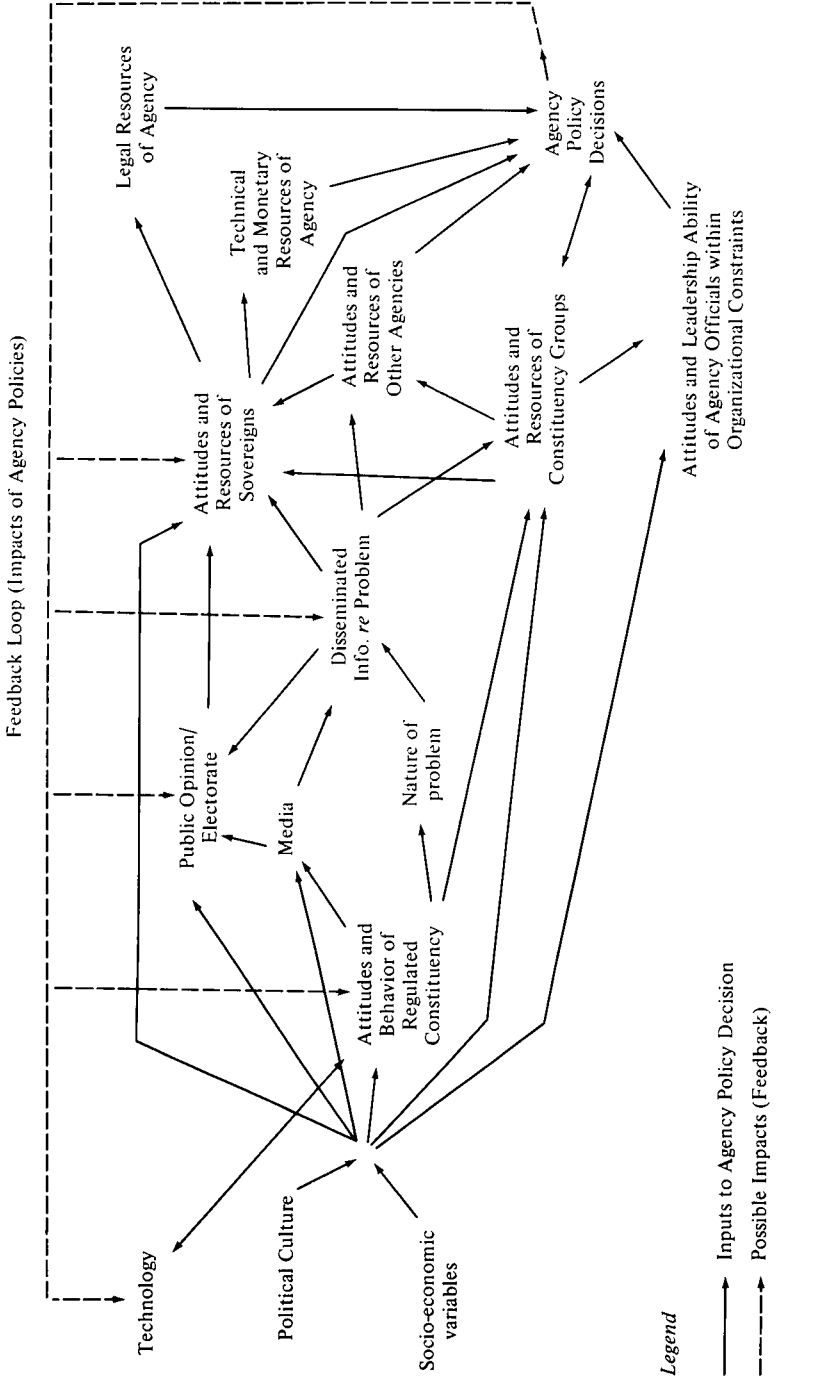 Feedback Loop (Impacts of Agency Policies)
Technology
Political Culture
Socio-economic
variables
Attitudes and
Behavior of
Regulated
Constituency
Public Opinion/
Electorate
Media
Nature of
problem
Disseminated
Info. re Problem
Attitudes and
Resources of
Sovereigns
Attitudes and
Resources of
Other Agencies
Attitudes and
Resources of
Constituency Groups
Legal Resources
of Agency
Technical
and Monetary
Resources of
Agency
Agency
Policy
Decisions
Attitudes and Leadership Ability
of Agency Officials within
Organizational Constraints
Legend
Inputs to Agency Policy Decision
Possible Impacts (Feedback)